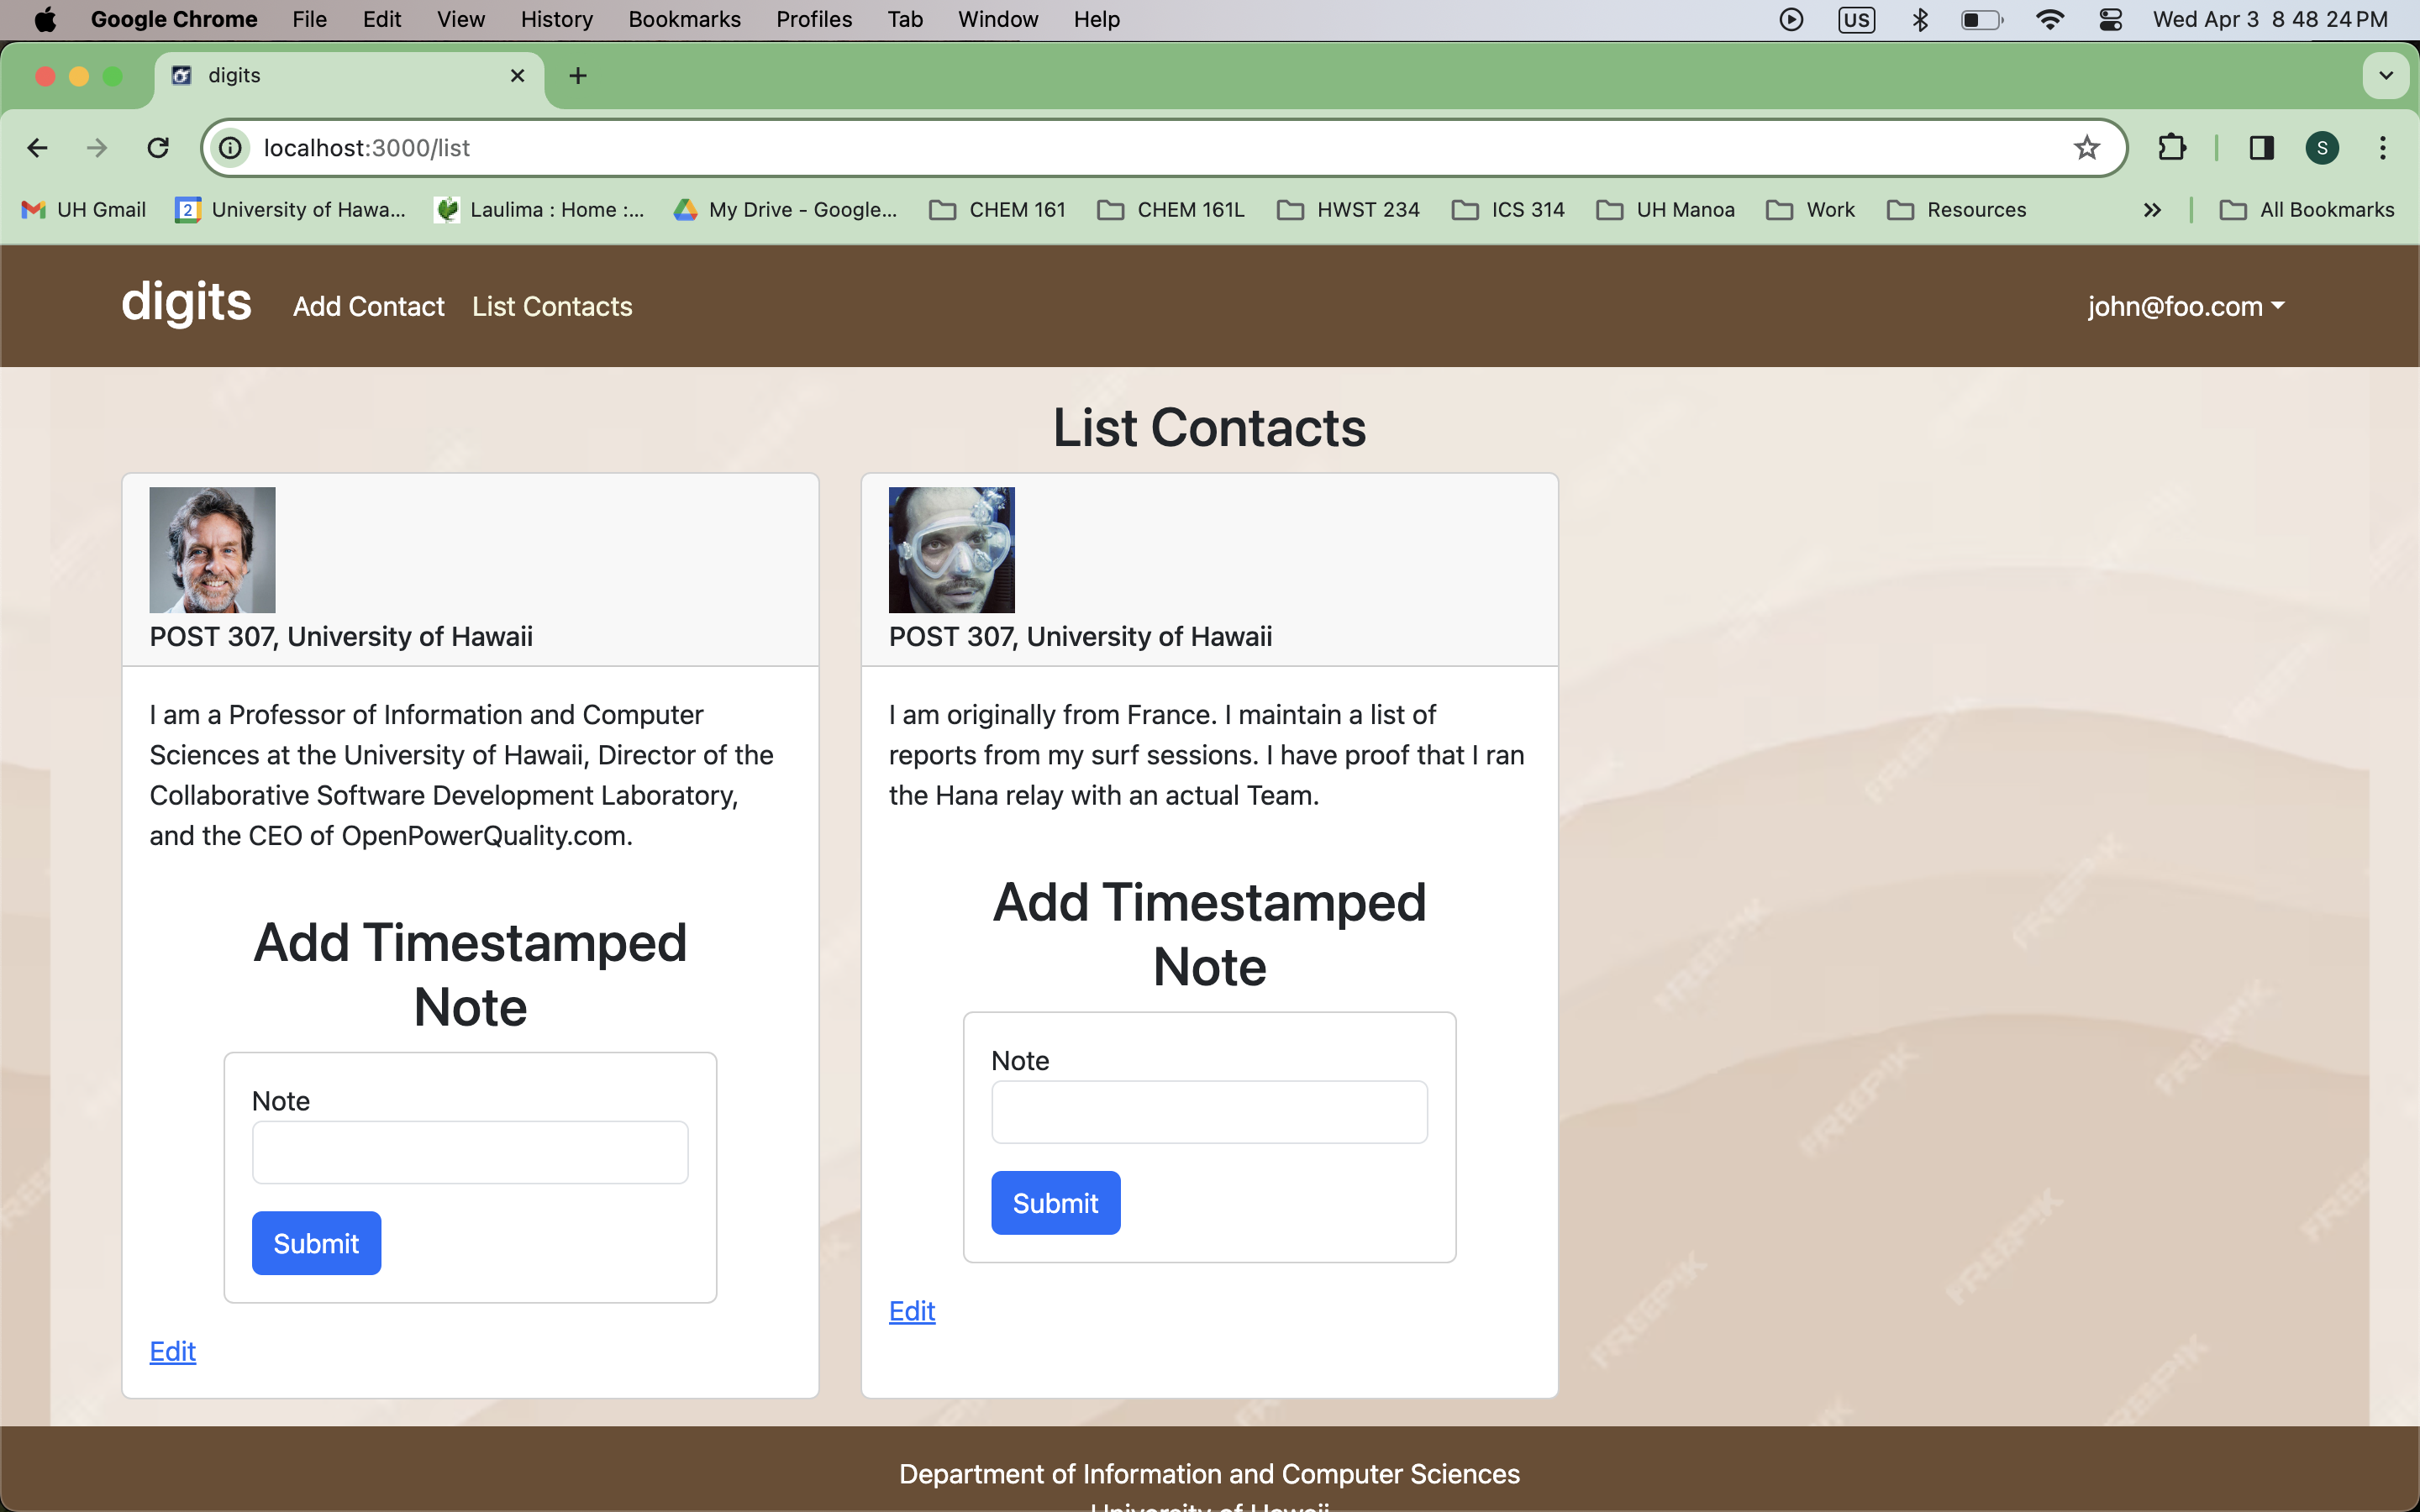 Google Chrome File Edit View History Bookmarks Profiles Tab Window Help US Wed Apr 3 8 48 24 PM
digits
localhost:3000/list S
UH Gmail 2 University of Hawa... Laulima : Home :... My Drive - Google... CHEM 161 CHEM 161L HWST 234 ICS 314 UH Manoa Work Resources » All Bookmarks
digits Add Contact List Contacts john@foo.com
List Contacts
POST 307, University of Hawaii
I am a Professor of Information and Computer
Sciences at the University of Hawaii, Director of the
Collaborative Software Development Laboratory,
and the CEO of OpenPowerQuality.com.
Add Timestamped
Note
Note
Submit
Edit
POST 307, University of Hawaii
I am originally from France. I maintain a list of
reports from my surf sessions. I have proof that I ran
the Hana relay with an actual Team.
Add Timestamped
Note
Note
Submit
Edit
FREEPIK
Department of Information and Computer Sciences
University of Hawaii